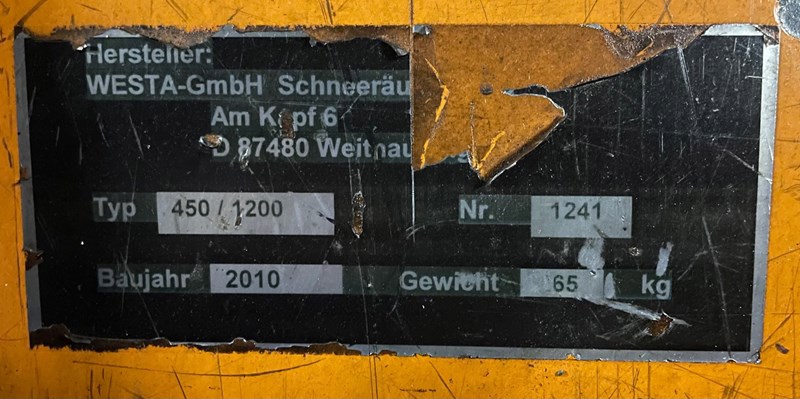 Hersteller:
WESTA-GmbH Schneeräu
Am K pf 6
D 87480 Weitnau
Typ 450 / 1200 Nr. 1241
Baujahr 2010 Gewicht 65 kg